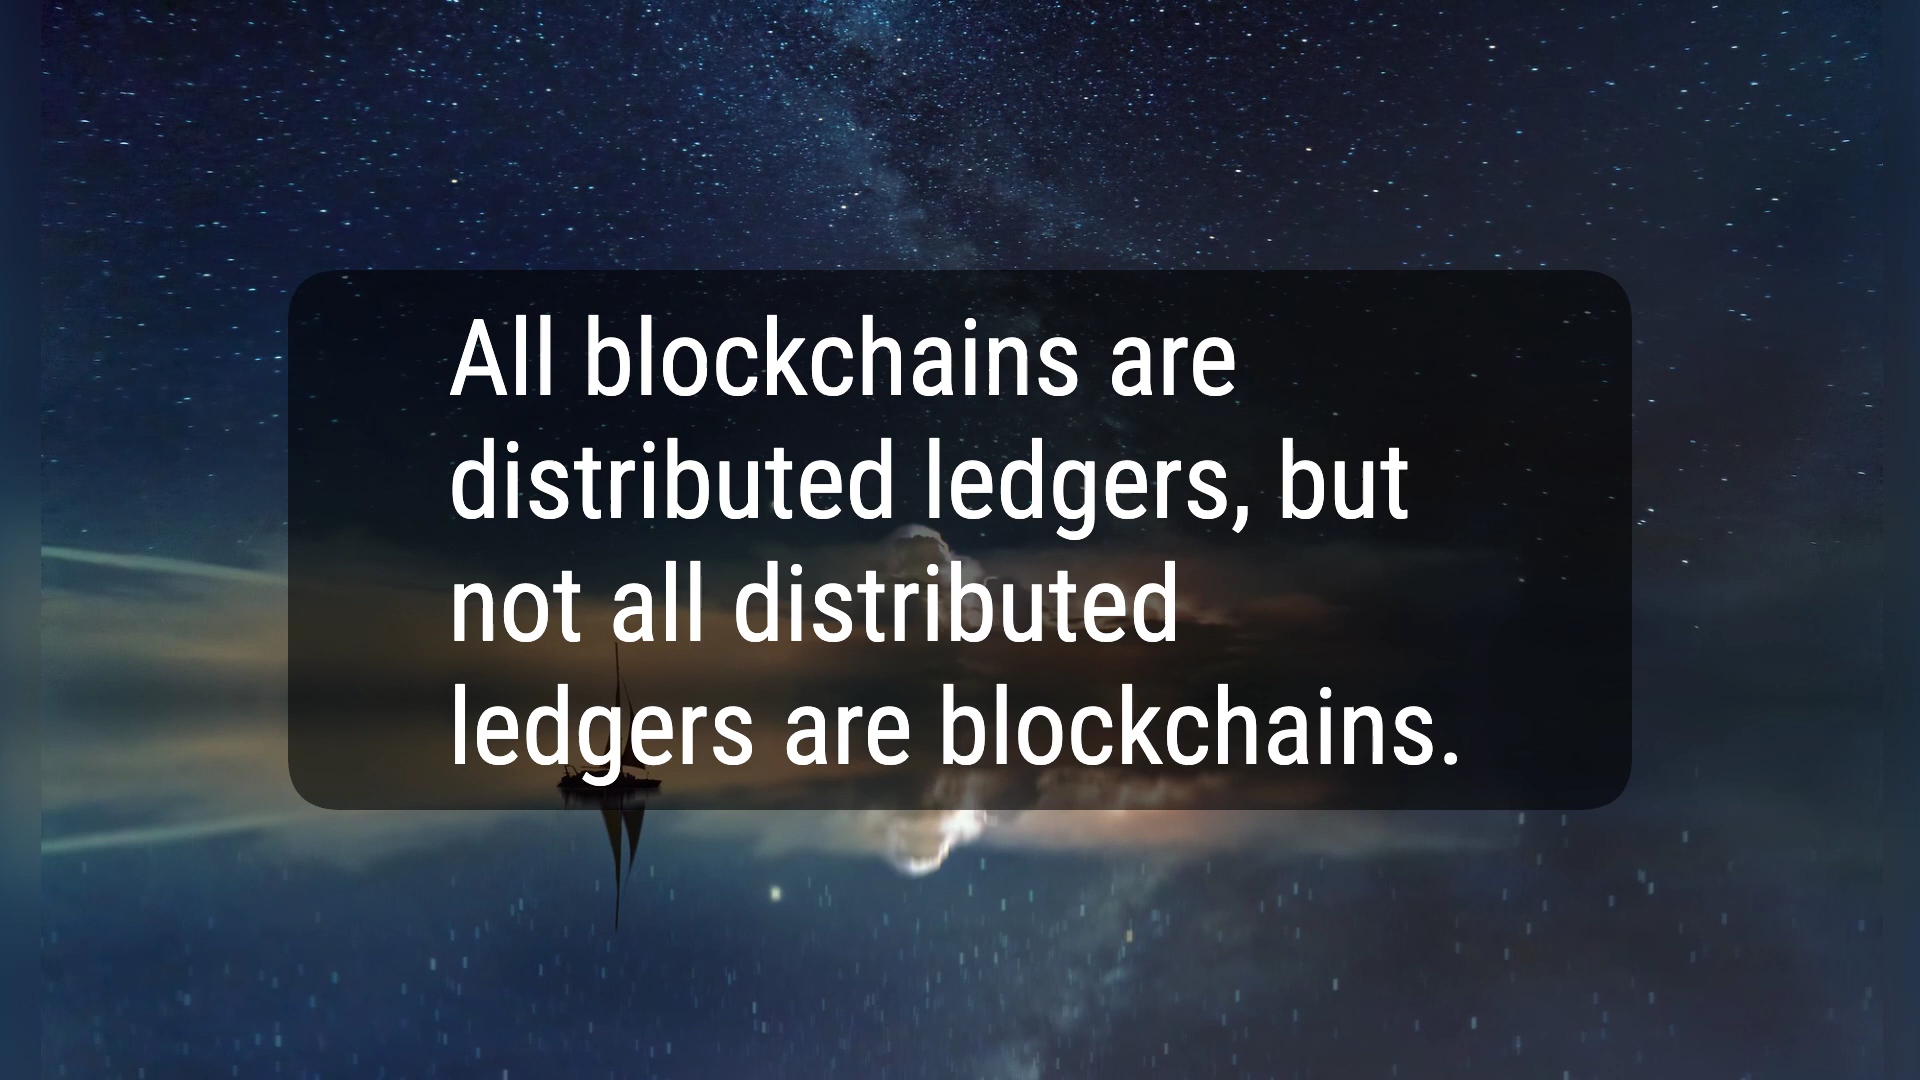 All blockchains are
distributed ledgers, but
not all distributed
ledgers are blockchains.